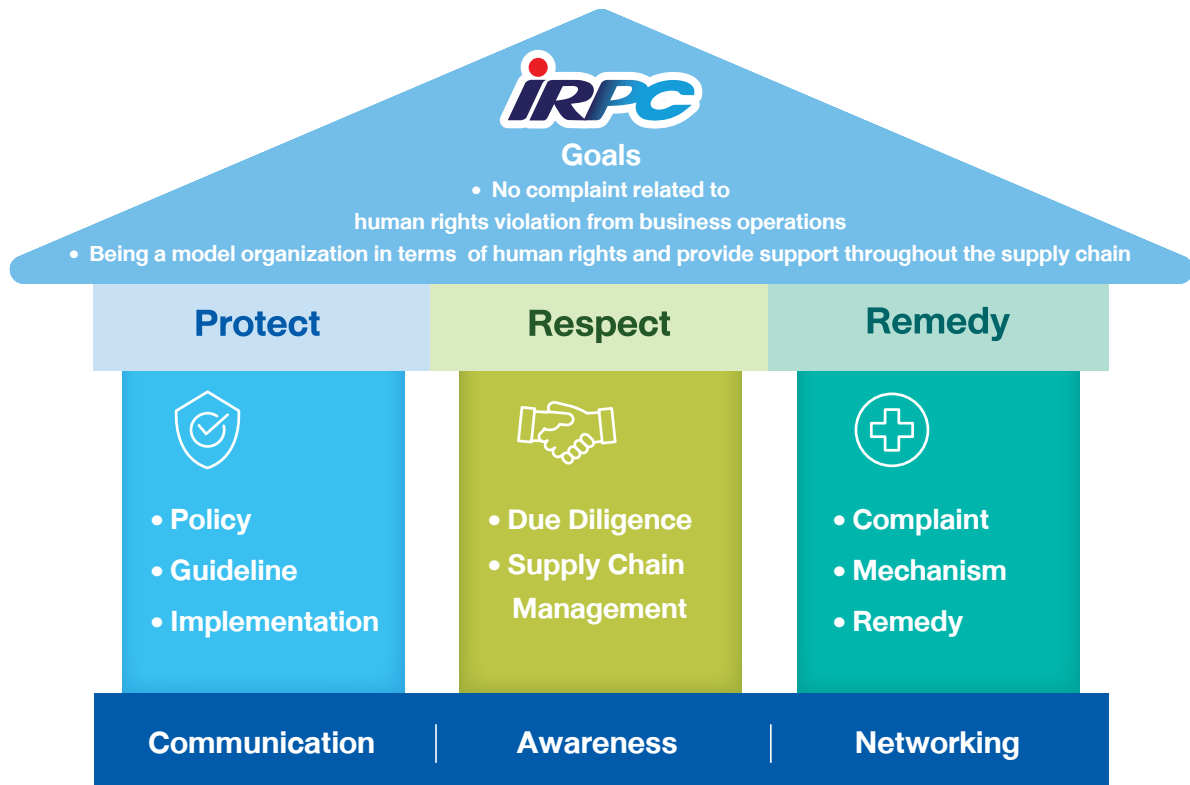 iRPC
Goals
• No complaint related to
human rights violation from business operations
• Being a model organization in terms of human rights and provide support throughout the supply chain
Protect
Respect
Remedy
• Policy
• Guideline
• Implementation
• Due Diligence
• Supply Chain
Management
• Complaint
• Mechanism
• Remedy
Communication
Awareness
Networking